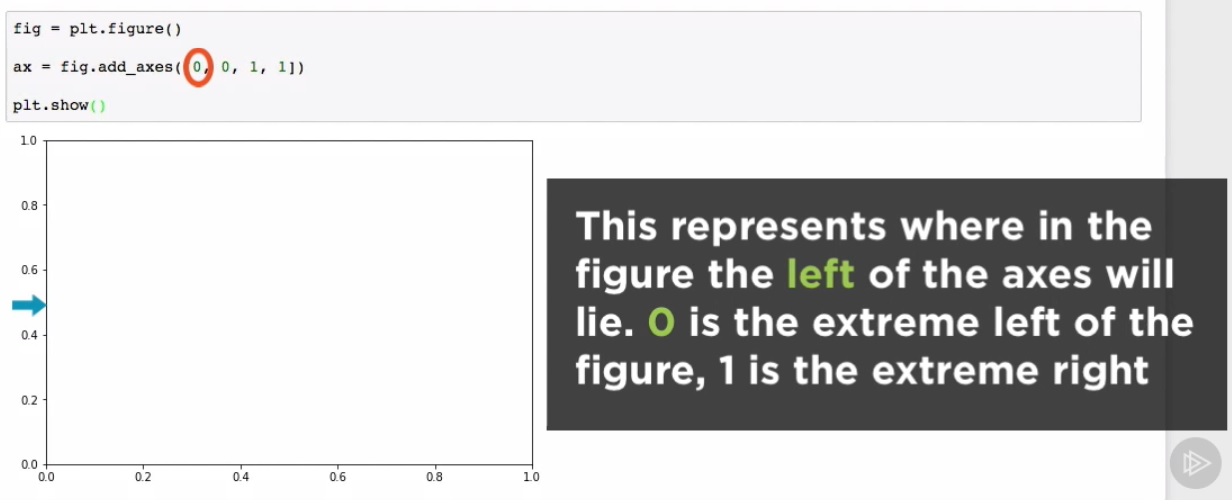 fig = plt.figure()
ax = fig.add_axes([0, 0, 1, 1])
plt.show()
1.0
0.8
0.6
0.4
0.2
0.0
0.0 0.2 0.4 0.6 0.8 1.0
This represents where in the
figure the left of the axes will
lie. 0 is the extreme left of the
figure, 1 is the extreme right